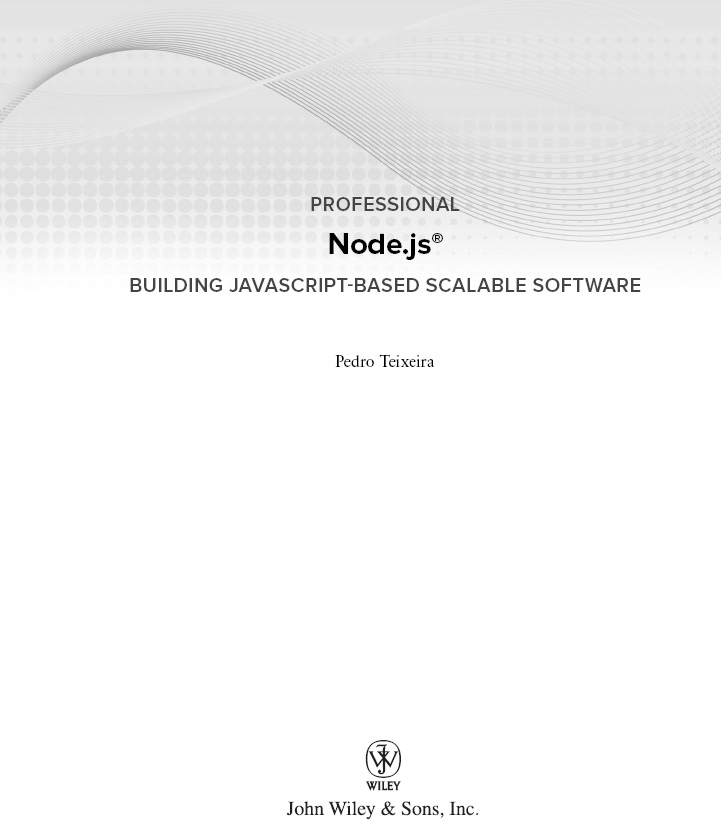 PROFESSIONAL
Node.js®
BUILDING JAVASCRIPT-BASED SCALABLE SOFTWARE
Pedro Teixeira
WILEY
John Wiley & Sons, Inc.